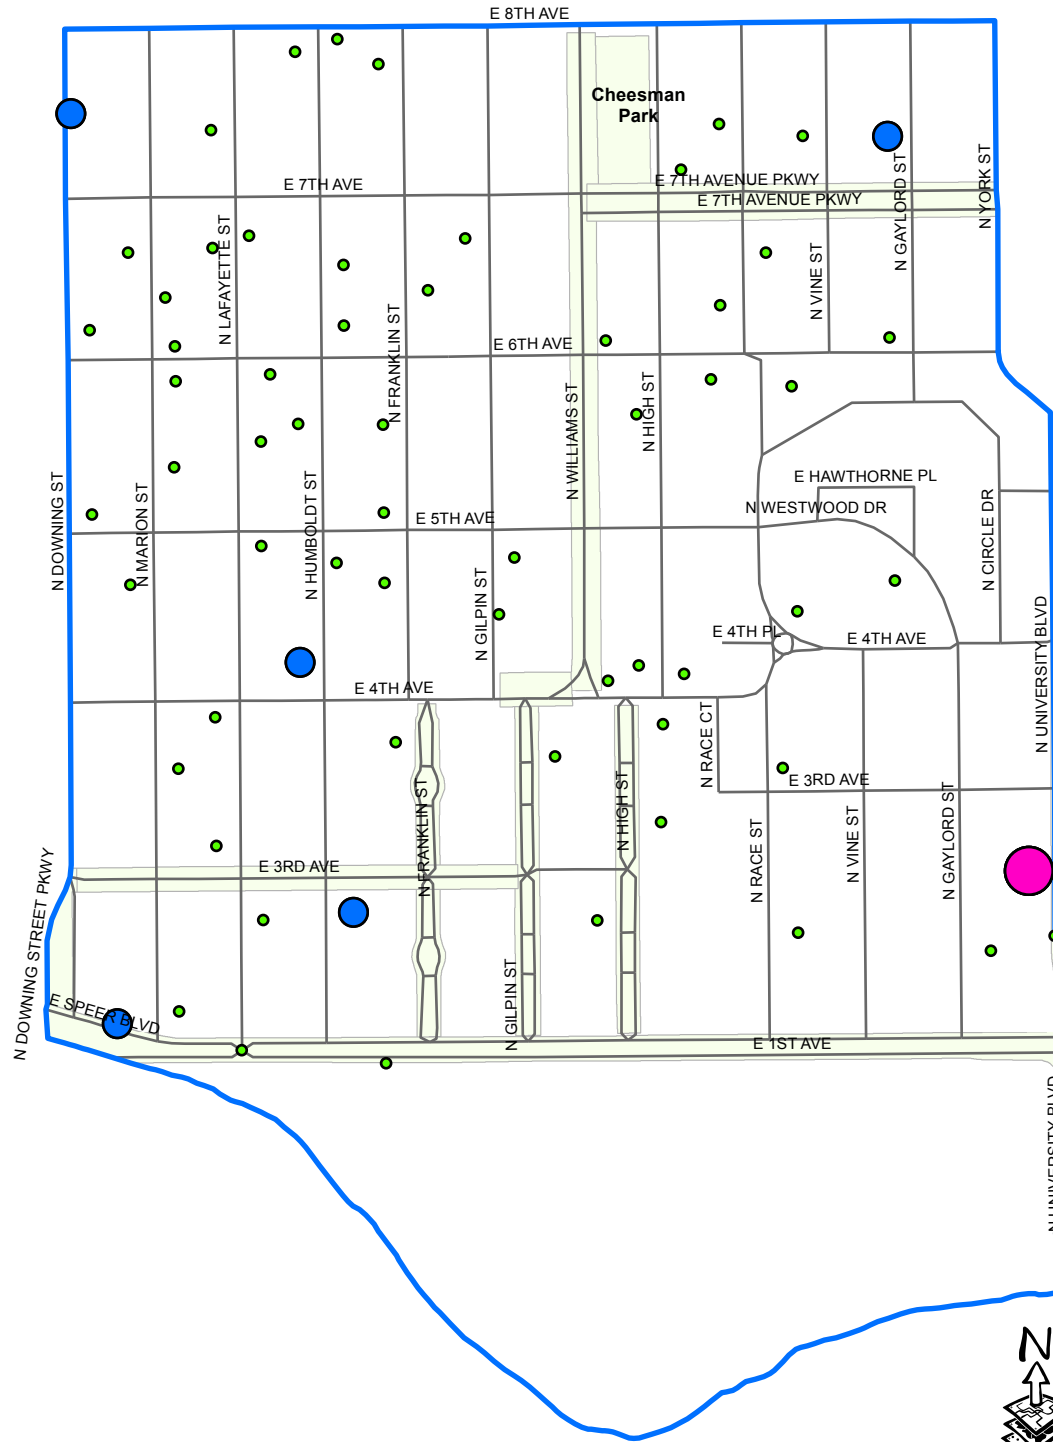 E 8TH AVE
Cheesman
Park
E 7TH AVE
E 7TH AVENUE PKWY
E 7TH AVENUE PKWY
N GAYLORD ST
N YORK ST
N LAFAYETTE ST
N VINE ST
N FRANKLIN ST
E 6TH AVE
N WILLIAMS ST
N HIGH ST
E HAWTHORNE PL
N WESTWOOD DR
N DOWNING ST
N MARION ST
N HUMBOLDT ST
E 5TH AVE
N CIRCLE DR
N GILPIN ST
E 4TH PL
E 4TH AVE
N UNIVERSITY BLVD
E 4TH AVE
N RACE CT
E 3RD AVE
N FRANKLIN ST
N HIGH ST
N RACE ST
N VINE ST
N GAYLORD ST
E 3RD AVE
N DOWNING STREET PKWY
N GILPIN ST
E SPEER BLVD
E 1ST AVE
N UNIVERSITY BLVD
N